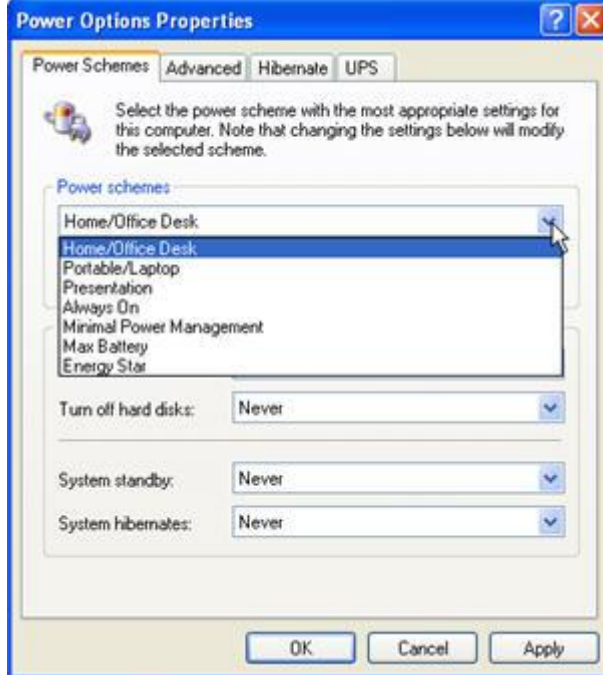 Power Options Properties
Power Schemes Advanced Hibernate UPS
Select the power scheme with the most appropriate settings for
this computer. Note that changing the settings below will modify
the selected scheme.
Power schemes
Home/Office Desk
Home/Office Desk
Portable/Laptop
Presentation
Always On
Minimal Power Management
Max Battery
Energy Star
Turn off hard disks: Never
System standby: Never
System hibernates: Never
OK Cancel Apply